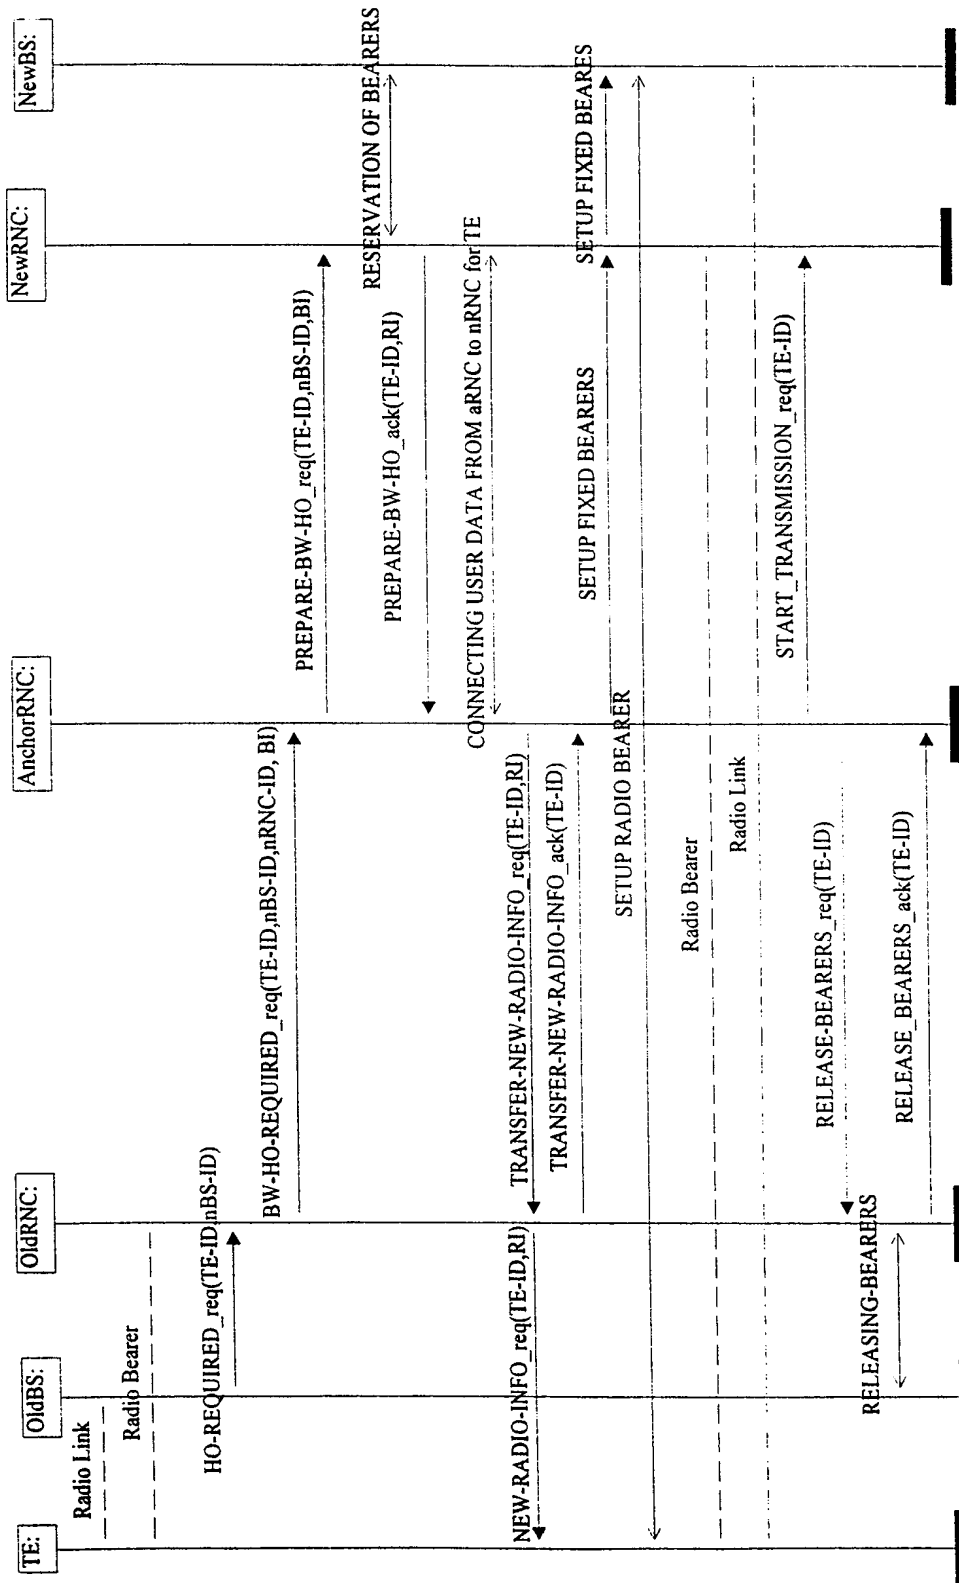 TE:
OldBS:
OldRNC:
AnchorRNC:
NewRNC:
NewBS:
Radio Link
Radio Bearer
HO-REQUIRED_req(TE-ID,nBS-ID)
BW-HO-REQUIRED_req(TE-ID,nBS-ID,nRNC-ID, BI)
PREPARE-BW-HO_req(TE-ID,nBS-ID,BI)
RESERVATION OF BEARERS
PREPARE-BW-HO_ack(TE-ID,RI)
CONNECTING USER DATA FROM aRNC to nRNC for TE
TRANSFER-NEW-RADIO-INFO_req(TE-ID,RI)
NEW-RADIO-INFO_req(TE-ID,RI)
TRANSFER-NEW-RADIO-INFO_ack(TE-ID)
SETUP FIXED BEARERS
SETUP FIXED BEARES
SETUP RADIO BEARER
Radio Bearer
Radio Link
START_TRANSMISSION_req(TE-ID)
RELEASE-BEARERS_req(TE-ID)
RELEASING-BEARERS
RELEASE_BEARERS_ack(TE-ID)